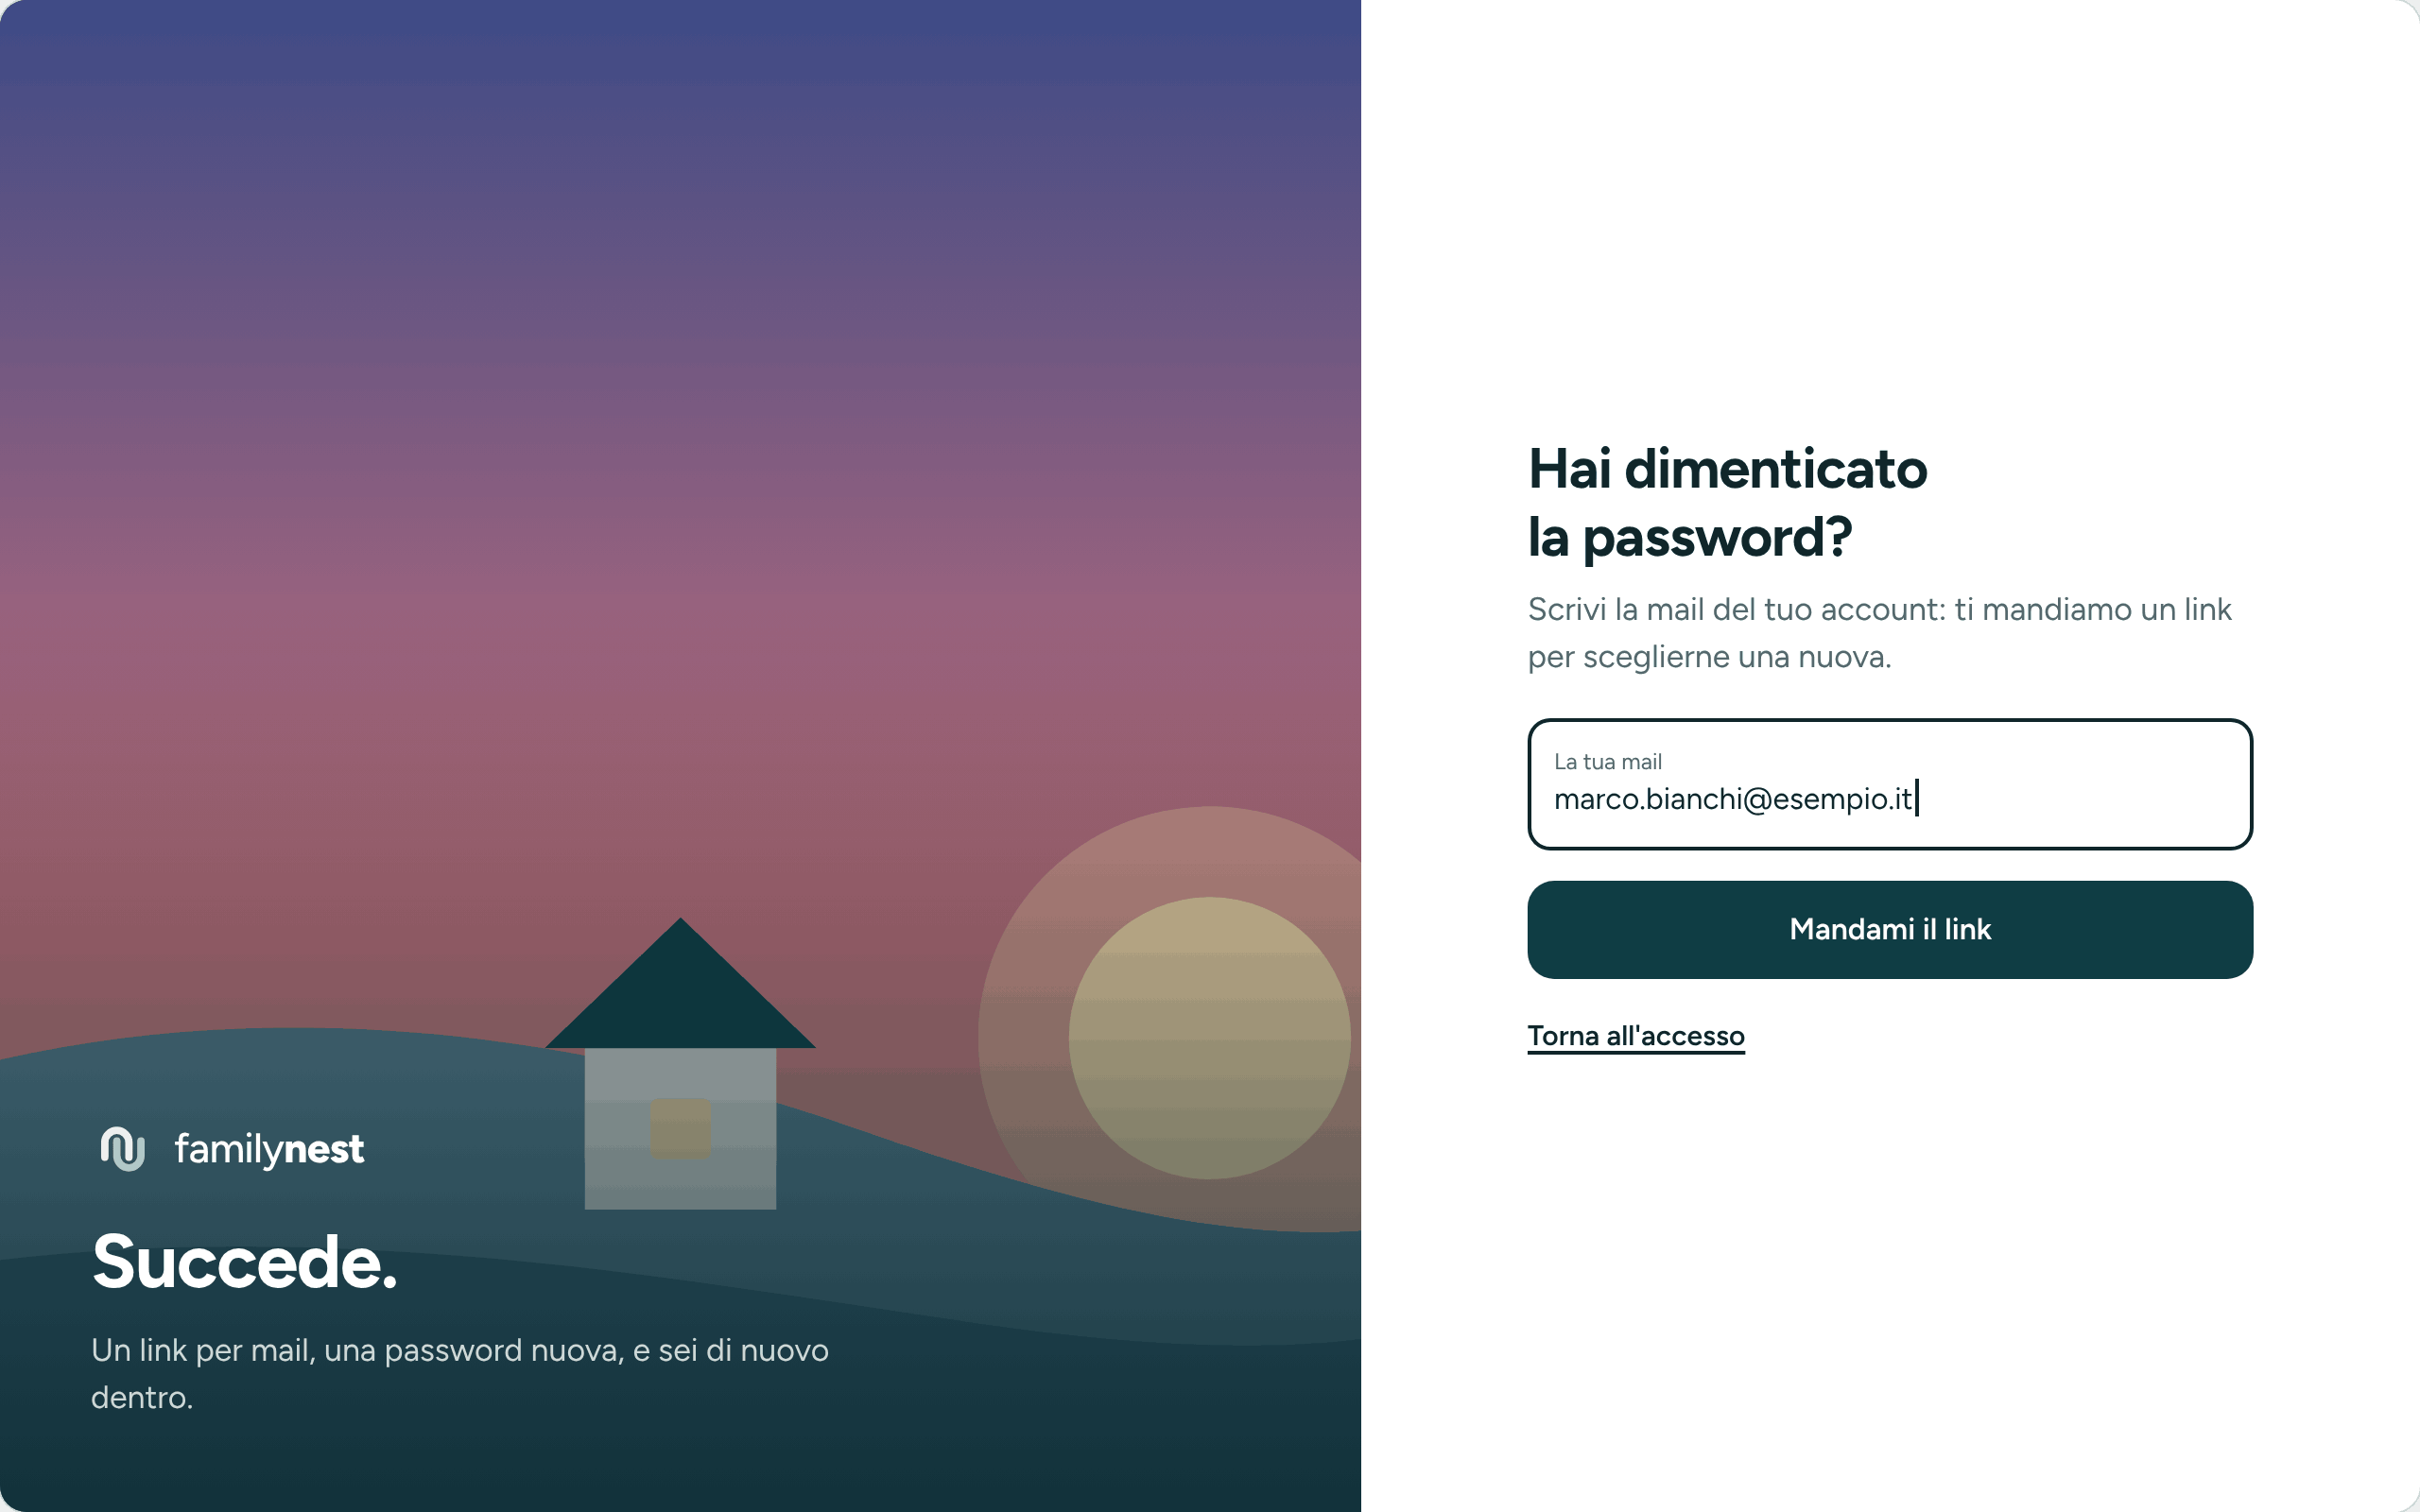 familynest
Succede.
Un link per mail, una password nuova, e sei di nuovo
dentro.
Hai dimenticato
la password?
Scrivi la mail del tuo account: ti mandiamo un link
per sceglierne una nuova.
La tua mail
marco.bianchi@esempio.it
Mandami il link
Torna all'accesso